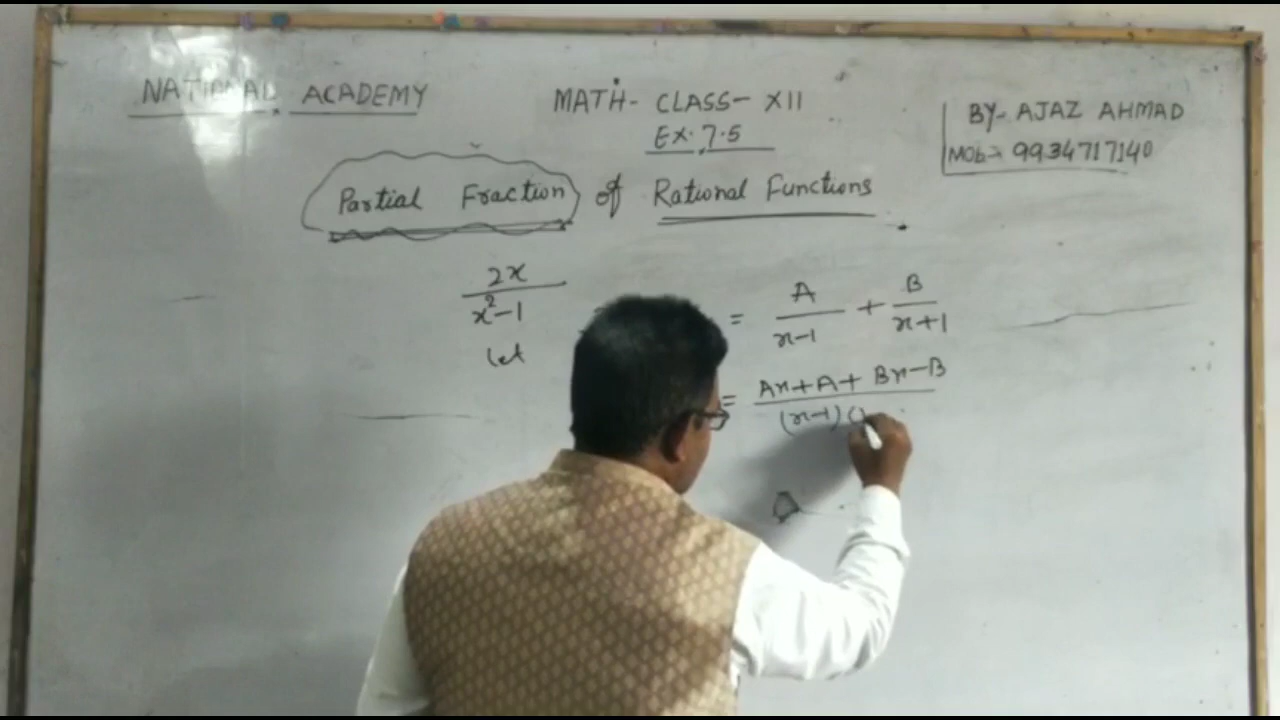 NATIONAL ACADEMY
MATH- CLASS- XII
EX. 7.5
BY- AJAZ AHMAD
Mob:- 9934717140
Partial Fraction of Rational Functions
2x
x²-1
Let
= A/(x-1) + B/(x+1)
= Ax+A+ Bx-B
(x-1) (